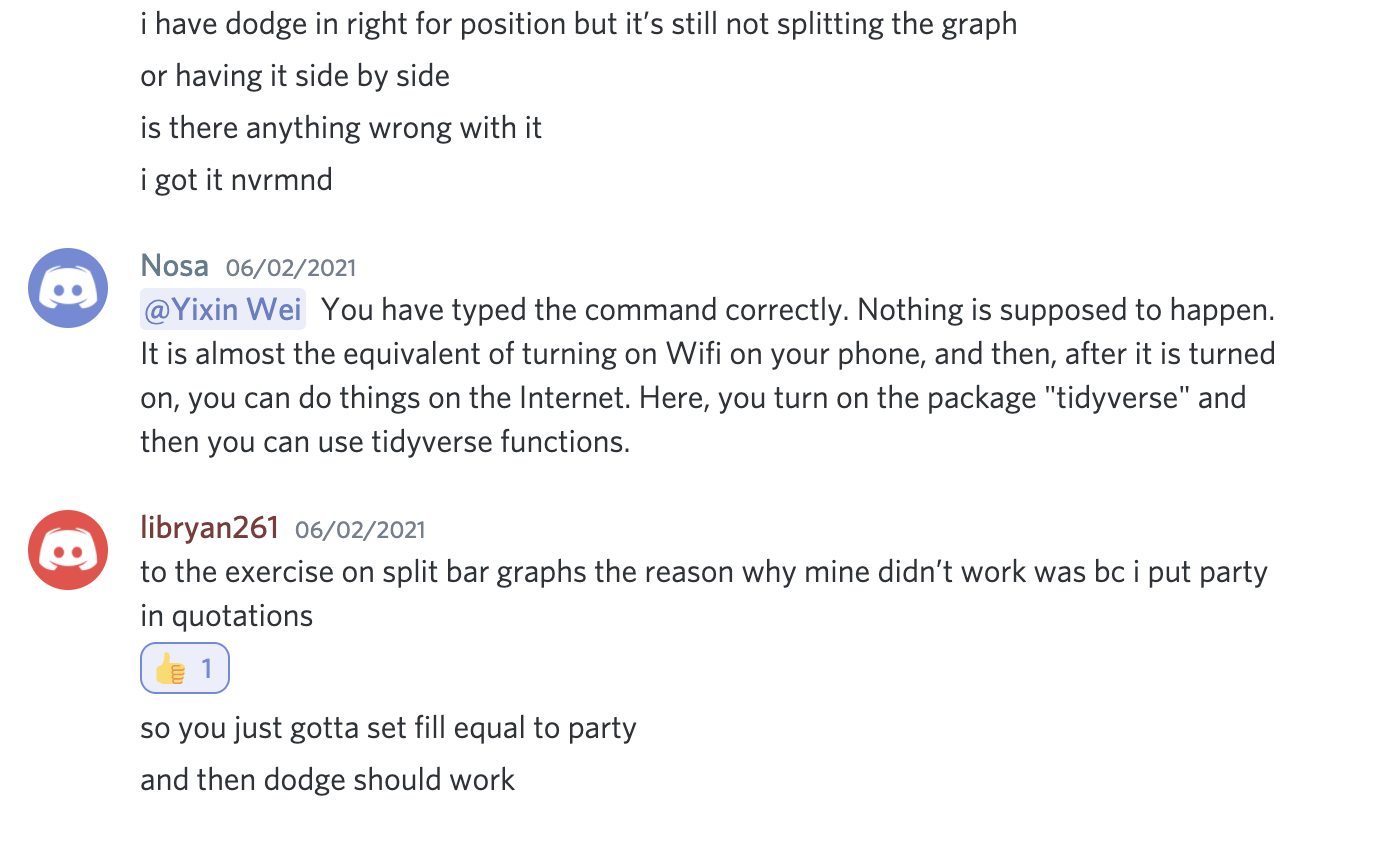 i have dodge in right for position but it’s still not splitting the graph
or having it side by side
is there anything wrong with it
i got it nvrmnd
Nosa 06/02/2021
@Yixin Wei You have typed the command correctly. Nothing is supposed to happen.
It is almost the equivalent of turning on Wifi on your phone, and then, after it is turned
on, you can do things on the Internet. Here, you turn on the package "tidyverse" and
then you can use tidyverse functions.
libryan261 06/02/2021
to the exercise on split bar graphs the reason why mine didn’t work was bc i put party
in quotations
👍 1
so you just gotta set fill equal to party
and then dodge should work